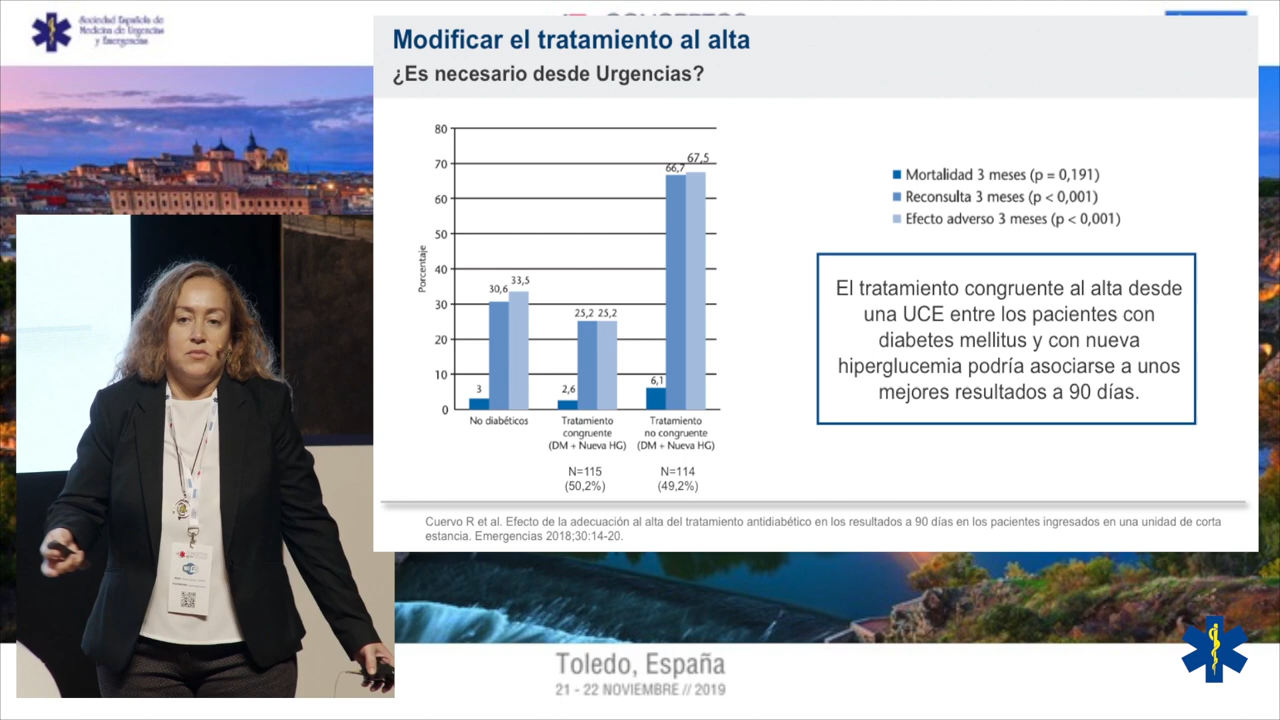 Sociedad Española de
Medicina de Urgencias
y Emergencias
Modificar el tratamiento al alta
¿Es necesario desde Urgencias?
80
70
60
50
40
30
20
10
0
Porcentaje
3
30,6
33,5
2,6
25,2
25,2
6,1
66,7
67,5
No diabéticos
Tratamiento
congruente
(DM + Nueva HG)
Tratamiento
no congruente
(DM + Nueva HG)
N=115
(50,2%)
N=114
(49,2%)
Mortalidad 3 meses (p = 0,191)
Reconsulta 3 meses (p < 0,001)
Efecto adverso 3 meses (p < 0,001)
El tratamiento congruente al alta desde
una UCE entre los pacientes con
diabetes mellitus y con nueva
hiperglucemia podría asociarse a unos
mejores resultados a 90 días.
Cuervo R et al. Efecto de la adecuación al alta del tratamiento antidiabético en los resultados a 90 días en los pacientes ingresados en una unidad de corta
estancia. Emergencias 2018;30:14-20.
Toledo, España
21 - 22 NOVIEMBRE // 2019